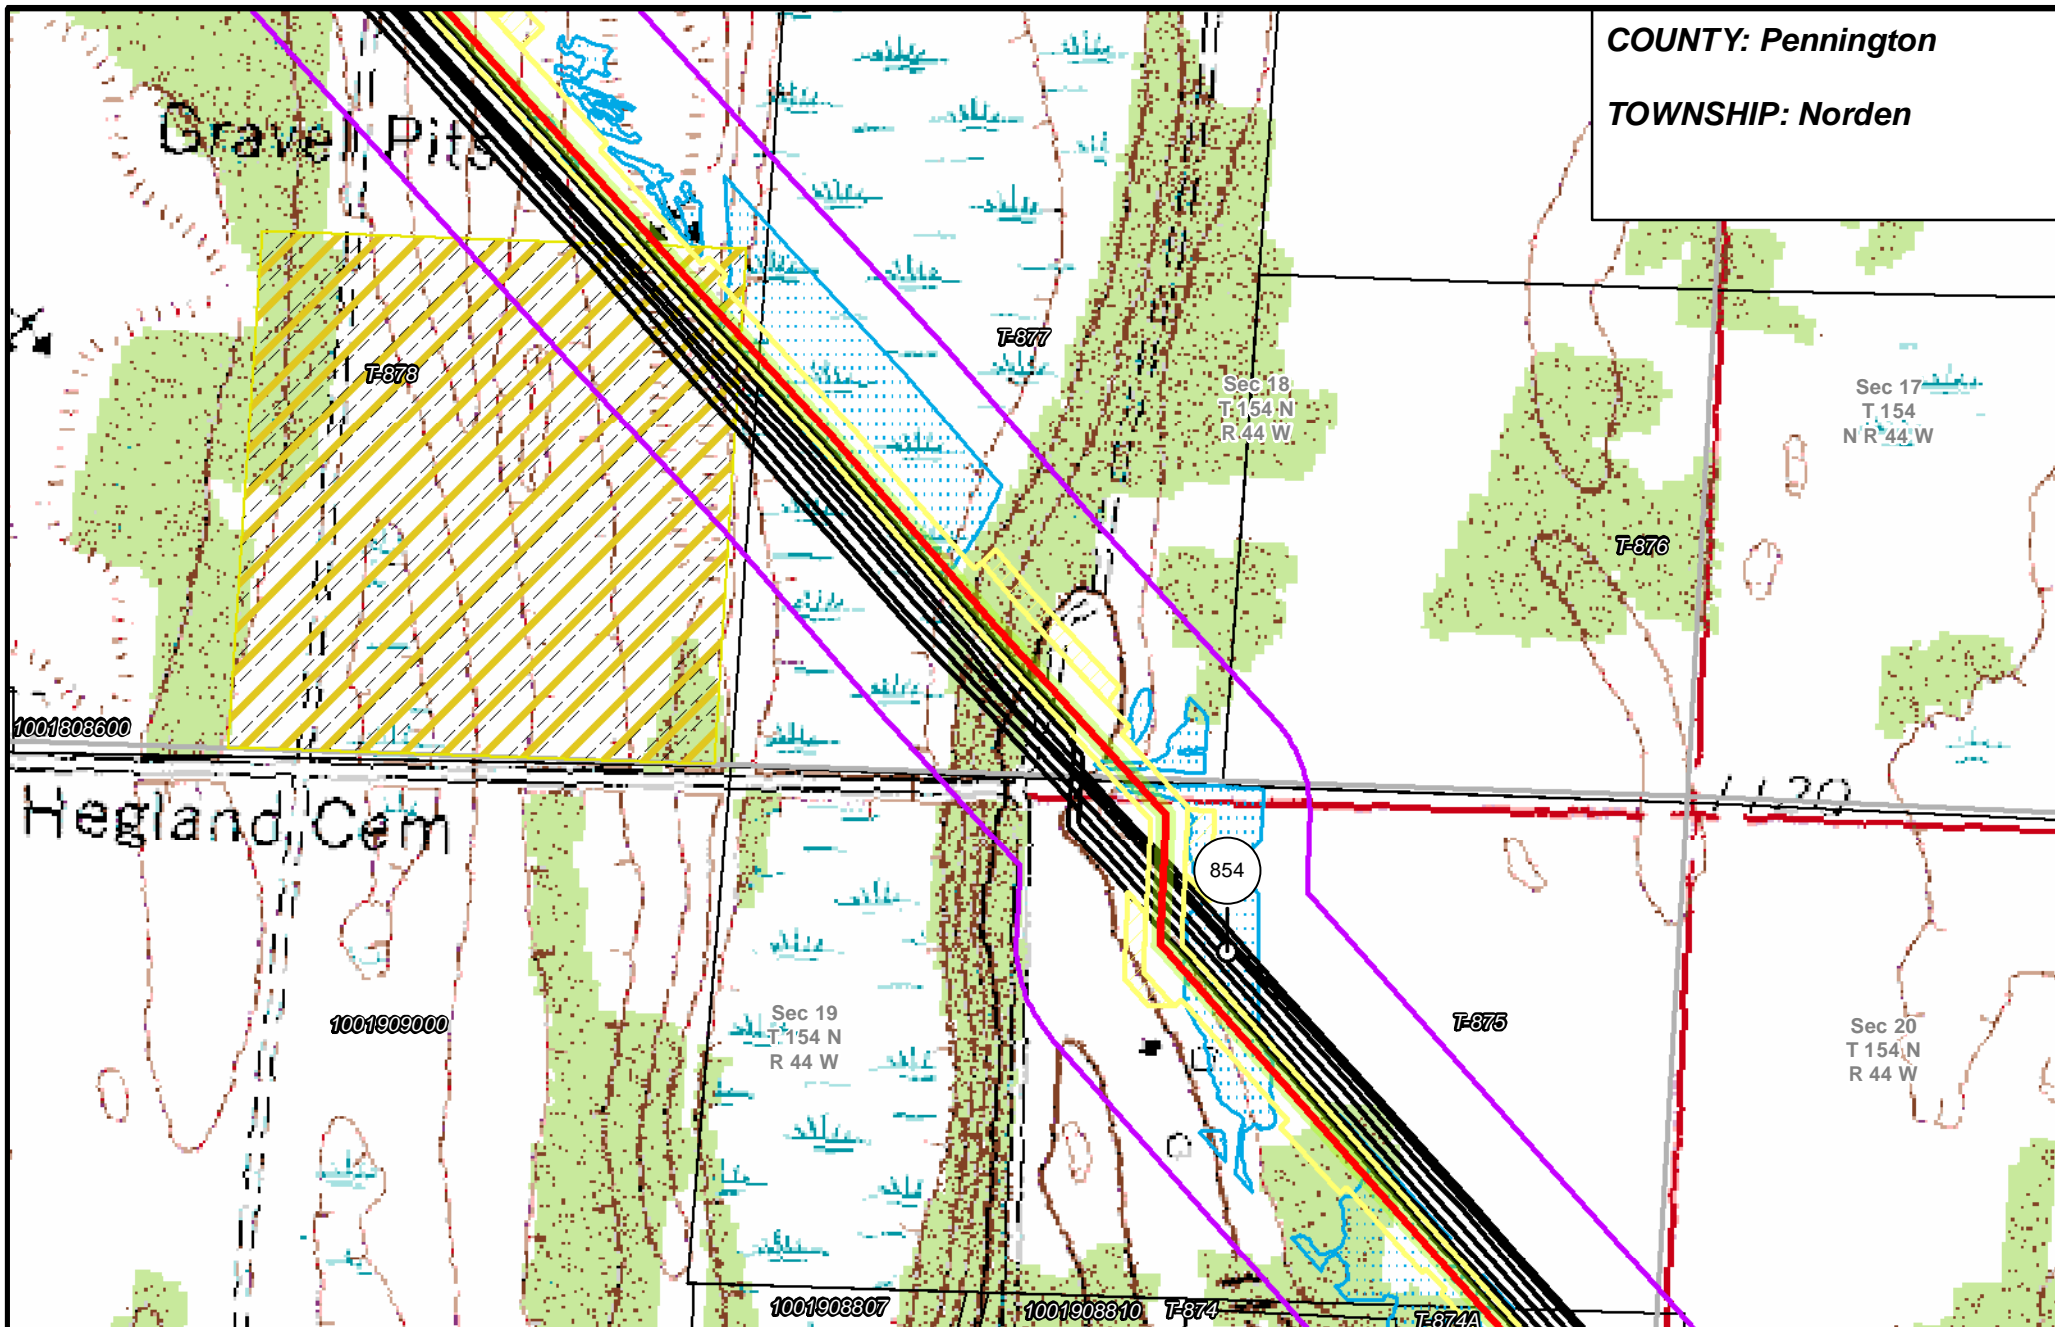 COUNTY: Pennington
TOWNSHIP: Norden
Gravel Pits
T-877
T-878
Sec 18
T 154 N
R 44 W
Sec 17
T 154
N R 44 W
T-876
1001808600
Hegland Cem
854
1001909000
Sec 19
T 154 N
R 44 W
T-875
Sec 20
T 154 N
R 44 W
1001908807
1001908810
T-874
T-874A